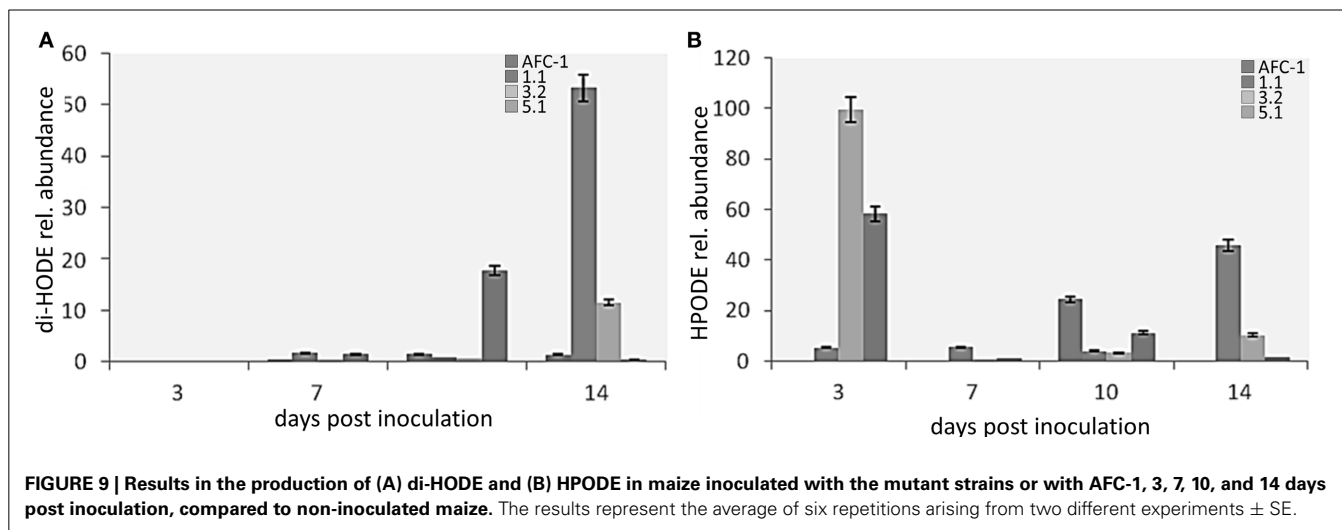 A
60
50
40
30
20
10
0
di-HODE rel. abundance
AFC-1
1.1
3.2
5.1
3
7
14
days post inoculation
B
120
100
80
60
40
20
0
HPODE rel. abundance
AFC-1
1.1
3.2
5.1
3
7
10
14
days post inoculation
FIGURE 9 | Results in the production of (A) di-HODE and (B) HPODE in maize inoculated with the mutant strains or with AFC-1, 3, 7, 10, and 14 days
post inoculation, compared to non-inoculated maize. The results represent the average of six repetitions arising from two different experiments ± SE.